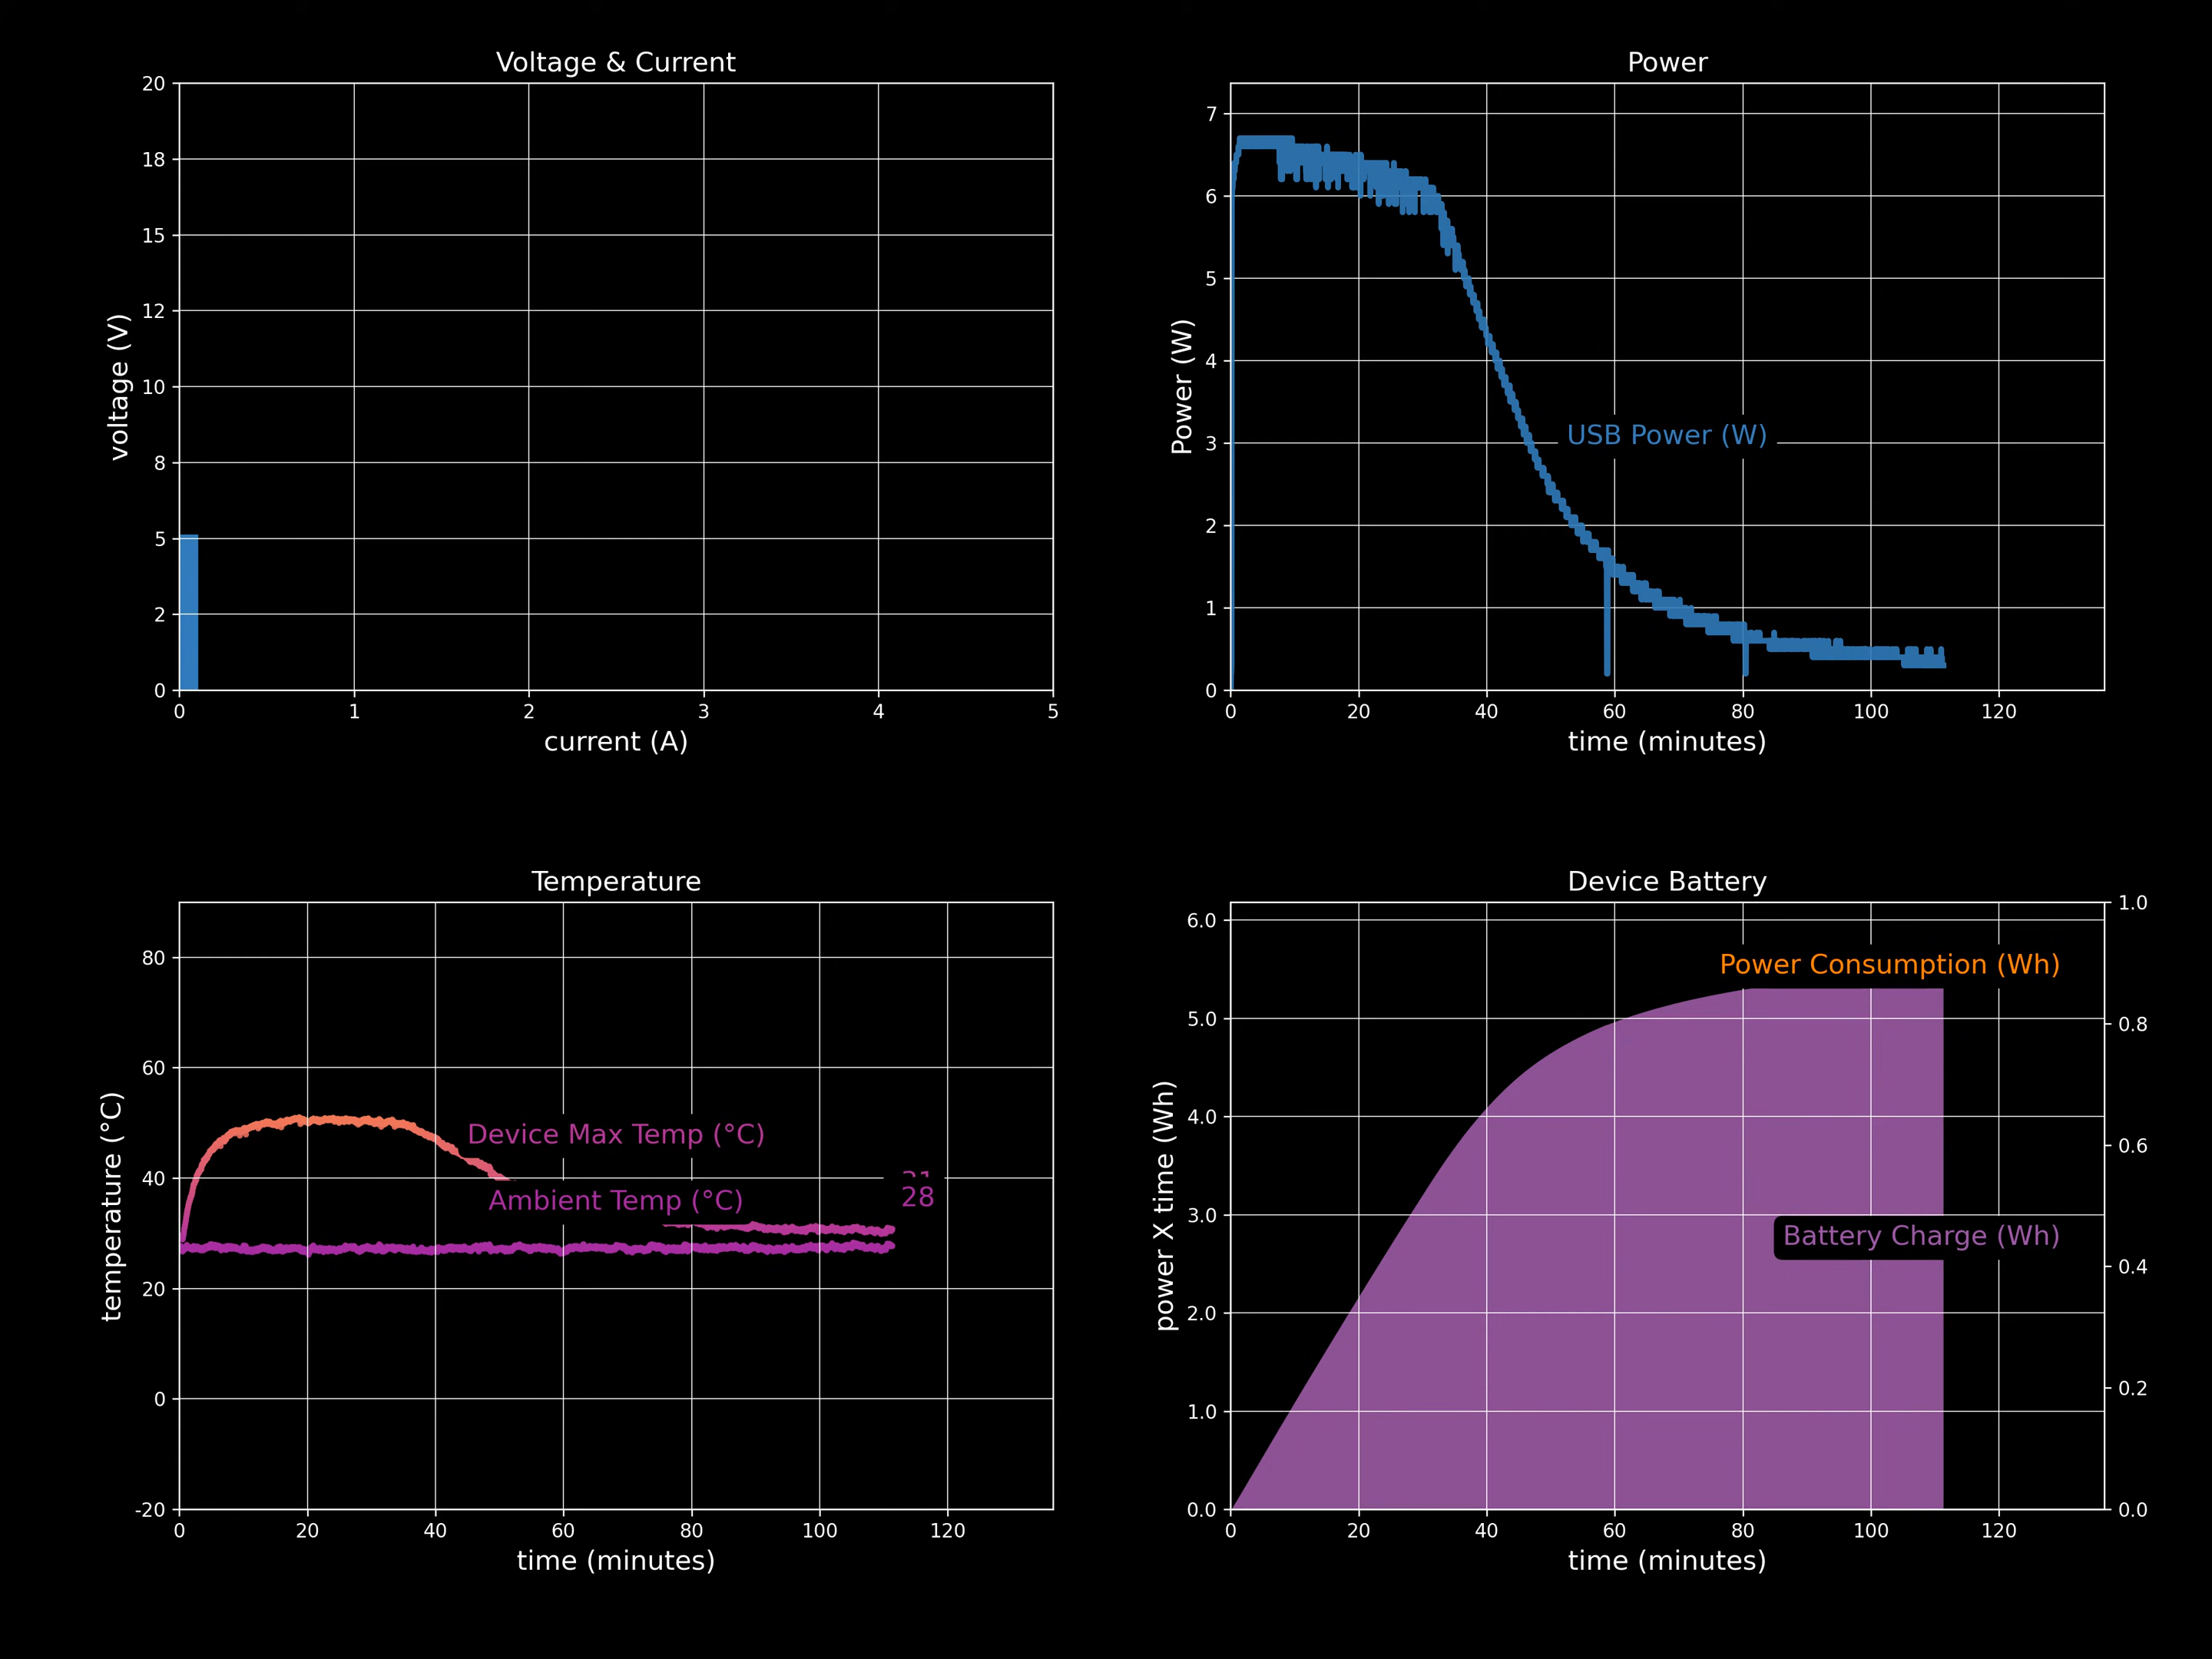 Voltage & Current
20
18
15
12
10
8
5
2
0
voltage (V)
0 1 2 3 4 5
current (A)
Power
7
6
5
4
3
2
1
0
Power (W)
USB Power (W)
0 20 40 60 80 100 120
time (minutes)
Temperature
80
60
40
20
0
-20
temperature (°C)
Device Max Temp (°C)
Ambient Temp (°C)
28
0 20 40 60 80 100 120
time (minutes)
Device Battery
6.0
5.0
4.0
3.0
2.0
1.0
0.0
power X time (Wh)
Power Consumption (Wh)
Battery Charge (Wh)
1.0
0.8
0.6
0.4
0.2
0.0
0 20 40 60 80 100 120
time (minutes)